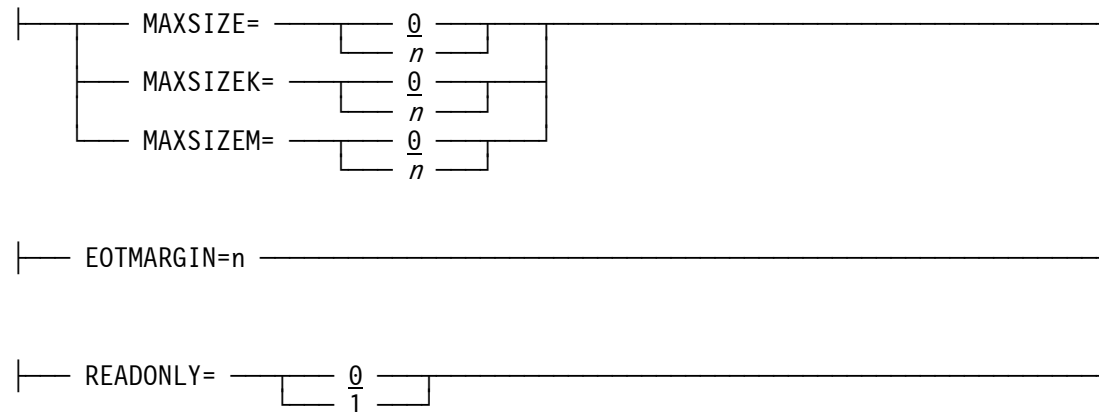 MAXSIZE= 0
n
MAXSIZEK= 0
n
MAXSIZEM= 0
n
EOTMARGIN=n
READONLY= 0
1